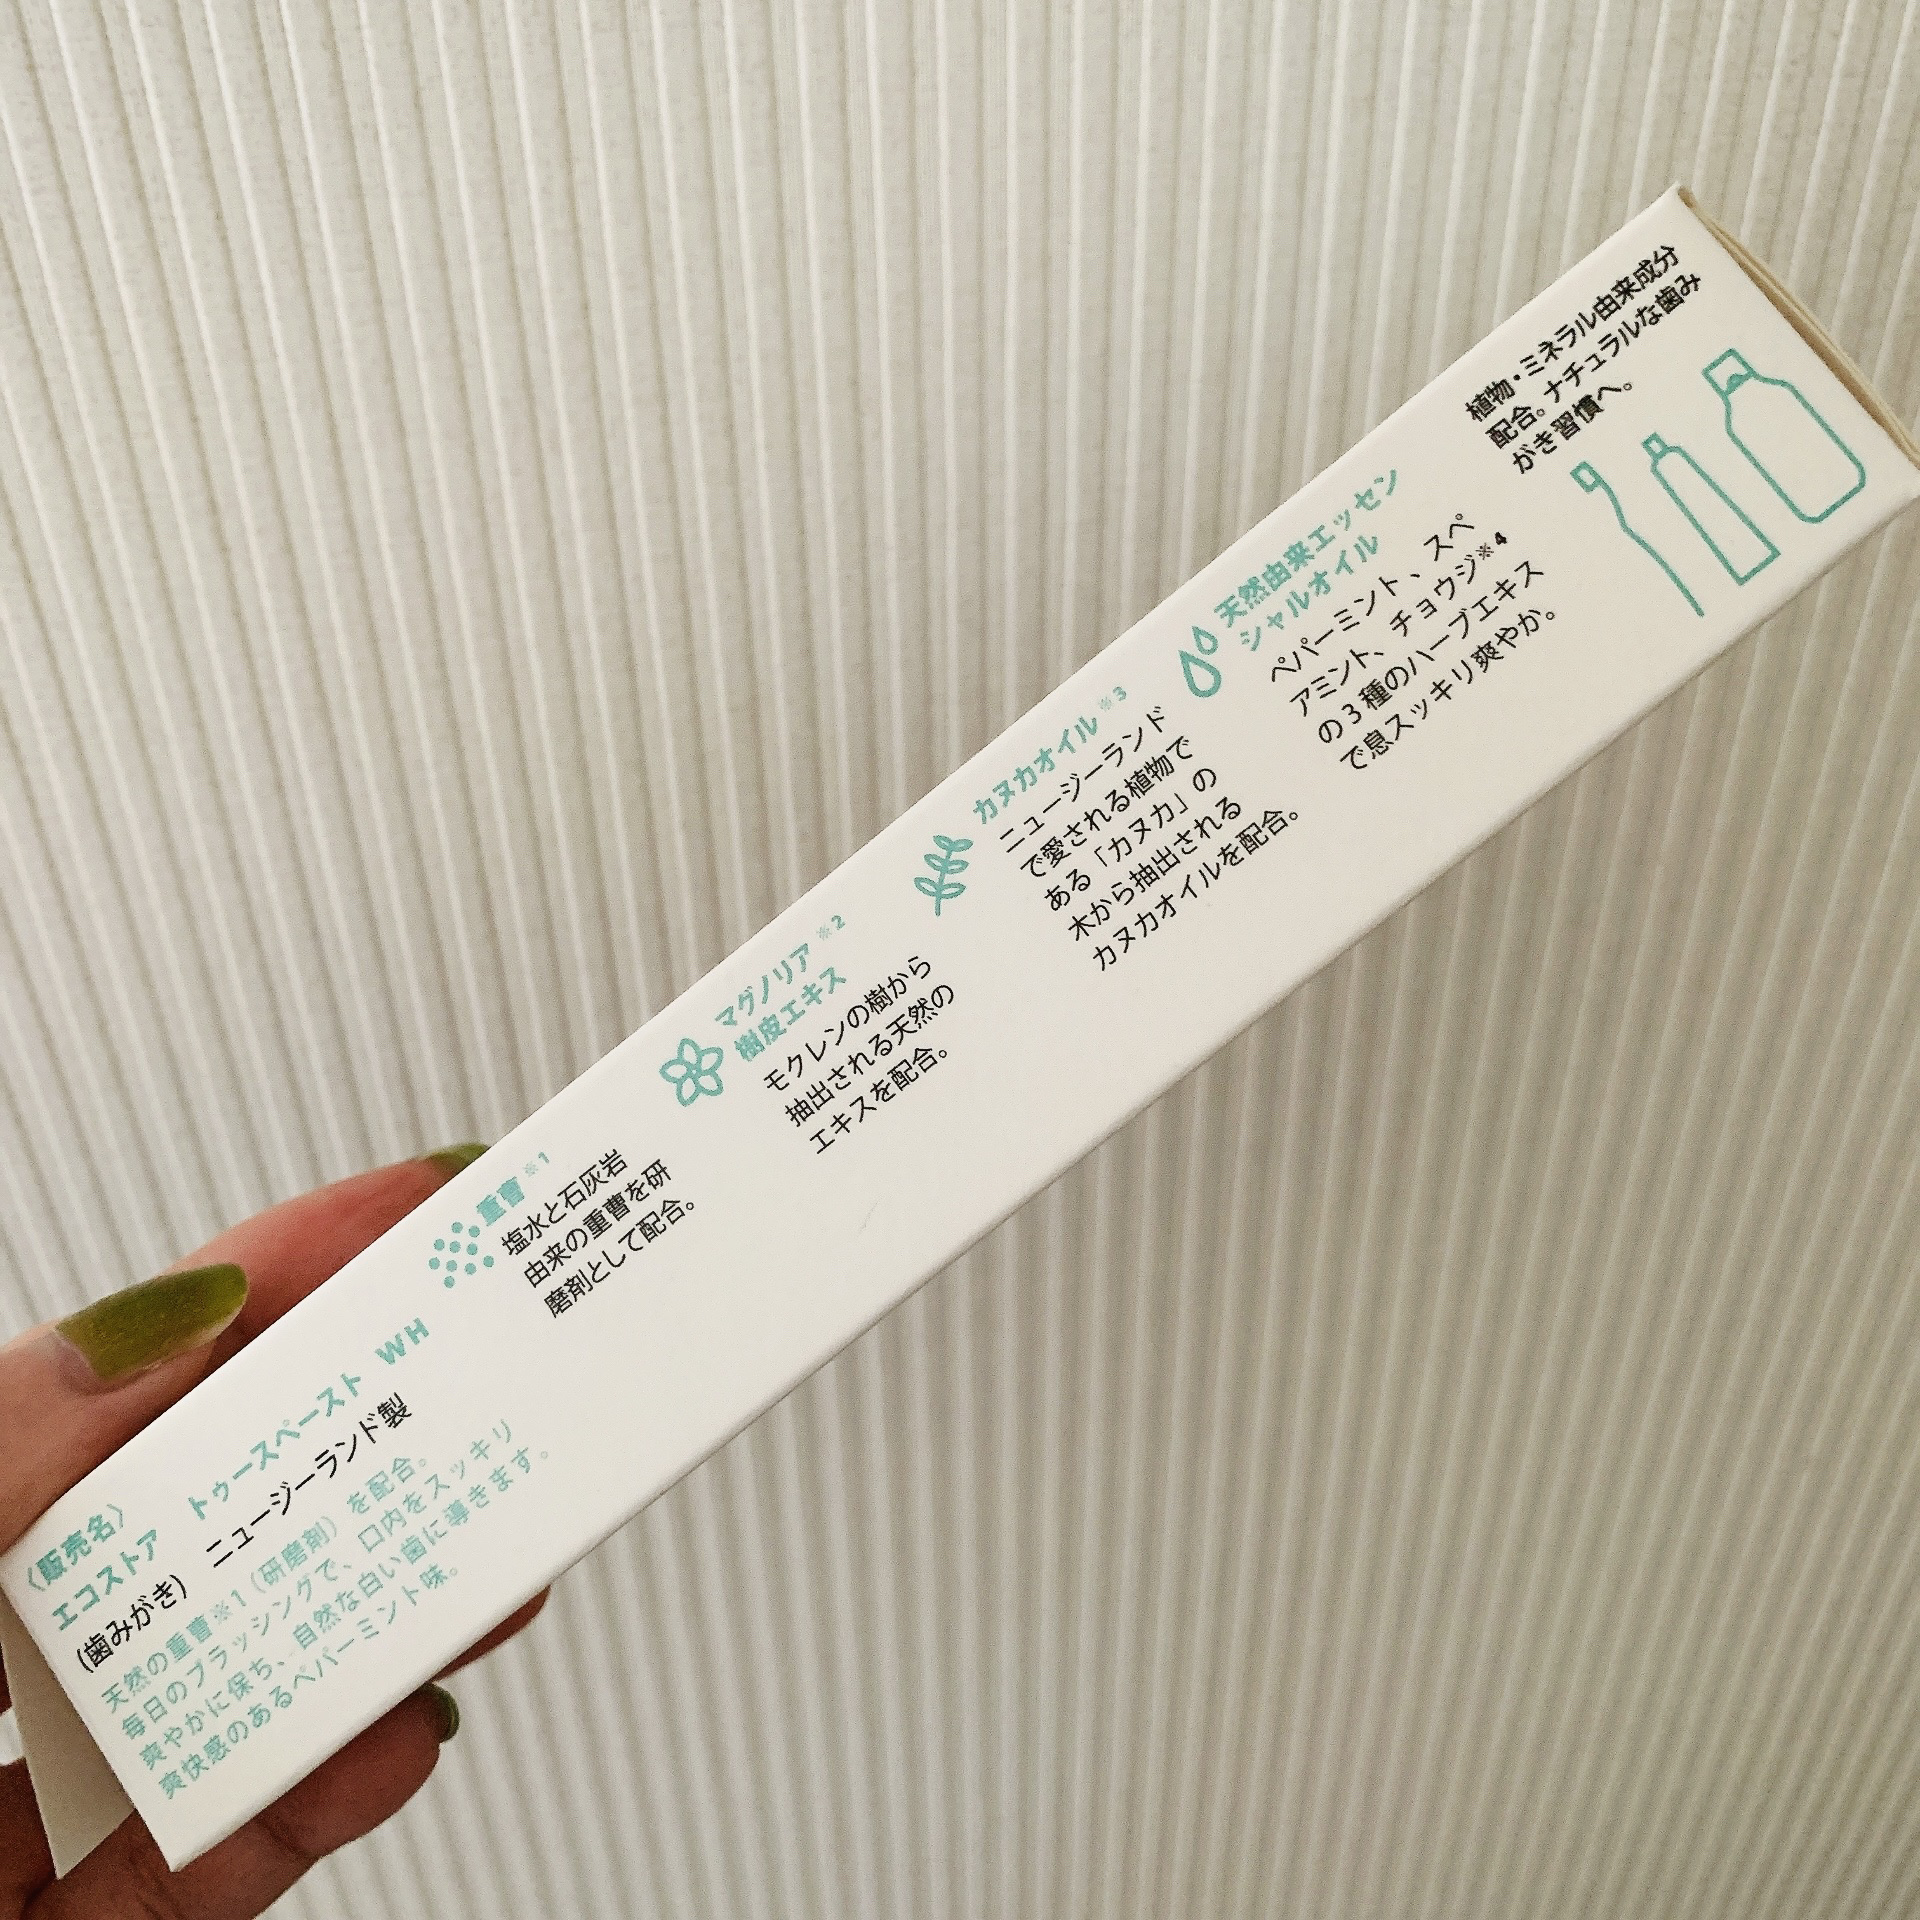 〈販売名〉
エコストア　トゥースペースト　WH
(歯みがき)　ニュージーランド製
天然の重曹※1（研磨剤）を配合。
毎日のブラッシングで、口内をスッキリ
爽やかに保ち、自然な白い歯に導きます。
爽快感のあるペパーミント味。
重曹※1
塩水と石灰岩
由来の重曹を研
磨剤として配合。
マグノリア※2
樹皮エキス
モクレンの樹から
抽出される天然の
エキスを配合。
カヌカオイル※3
ニュージーランド
で愛される植物で
ある「カヌカ」の
木から抽出される
カヌカオイルを配合。
天然由来エッセン
シャルオイル
ペパーミント、スペ
アミント、チョウジ※4
の3種のハーブエキス
で息スッキリ爽やか。
植物・ミネラル由来成分
配合。ナチュラルな歯み
がき習慣へ。